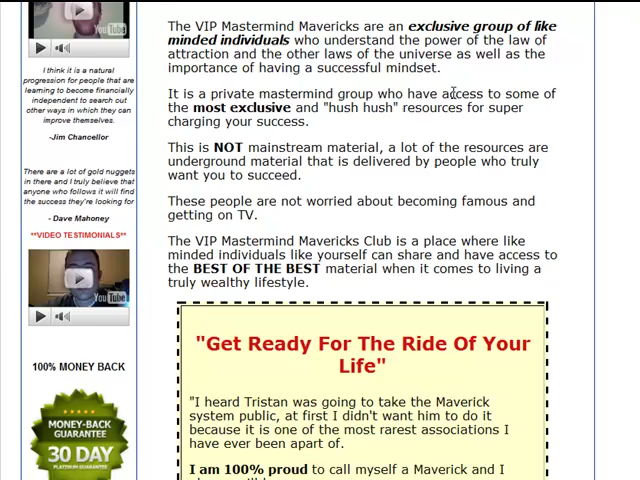 YouTube
I think it is a natural
progression for people that are
learning to become financially
independent to search out
other ways in which they can
improve themselves.
-Jim Chancellor
There are a lot of gold nuggets
in there and I truly believe that
anyone who follows it will find
the success they're looking for
- Dave Mahoney
**VIDEO TESTIMONIALS**
YouTube
100% MONEY BACK
MONEY-BACK
GUARANTEE
30 DAY
PLATINUM GUARANTEE
The VIP Mastermind Mavericks are an exclusive group of like
minded individuals who understand the power of the law of
attraction and the other laws of the universe as well as the
importance of having a successful mindset.
It is a private mastermind group who have access to some of
the most exclusive and "hush hush" resources for super
charging your success.
This is NOT mainstream material, a lot of the resources are
underground material that is delivered by people who truly
want you to succeed.
These people are not worried about becoming famous and
getting on TV.
The VIP Mastermind Mavericks Club is a place where like
minded individuals like yourself can share and have access to
the BEST OF THE BEST material when it comes to living a
truly wealthy lifestyle.
"Get Ready For The Ride Of Your
Life"
"I heard Tristan was going to take the Maverick
system public, at first I didn't want him to do it
because it is one of the most rarest associations I
have ever been apart of.
I am 100% proud to call myself a Maverick and I